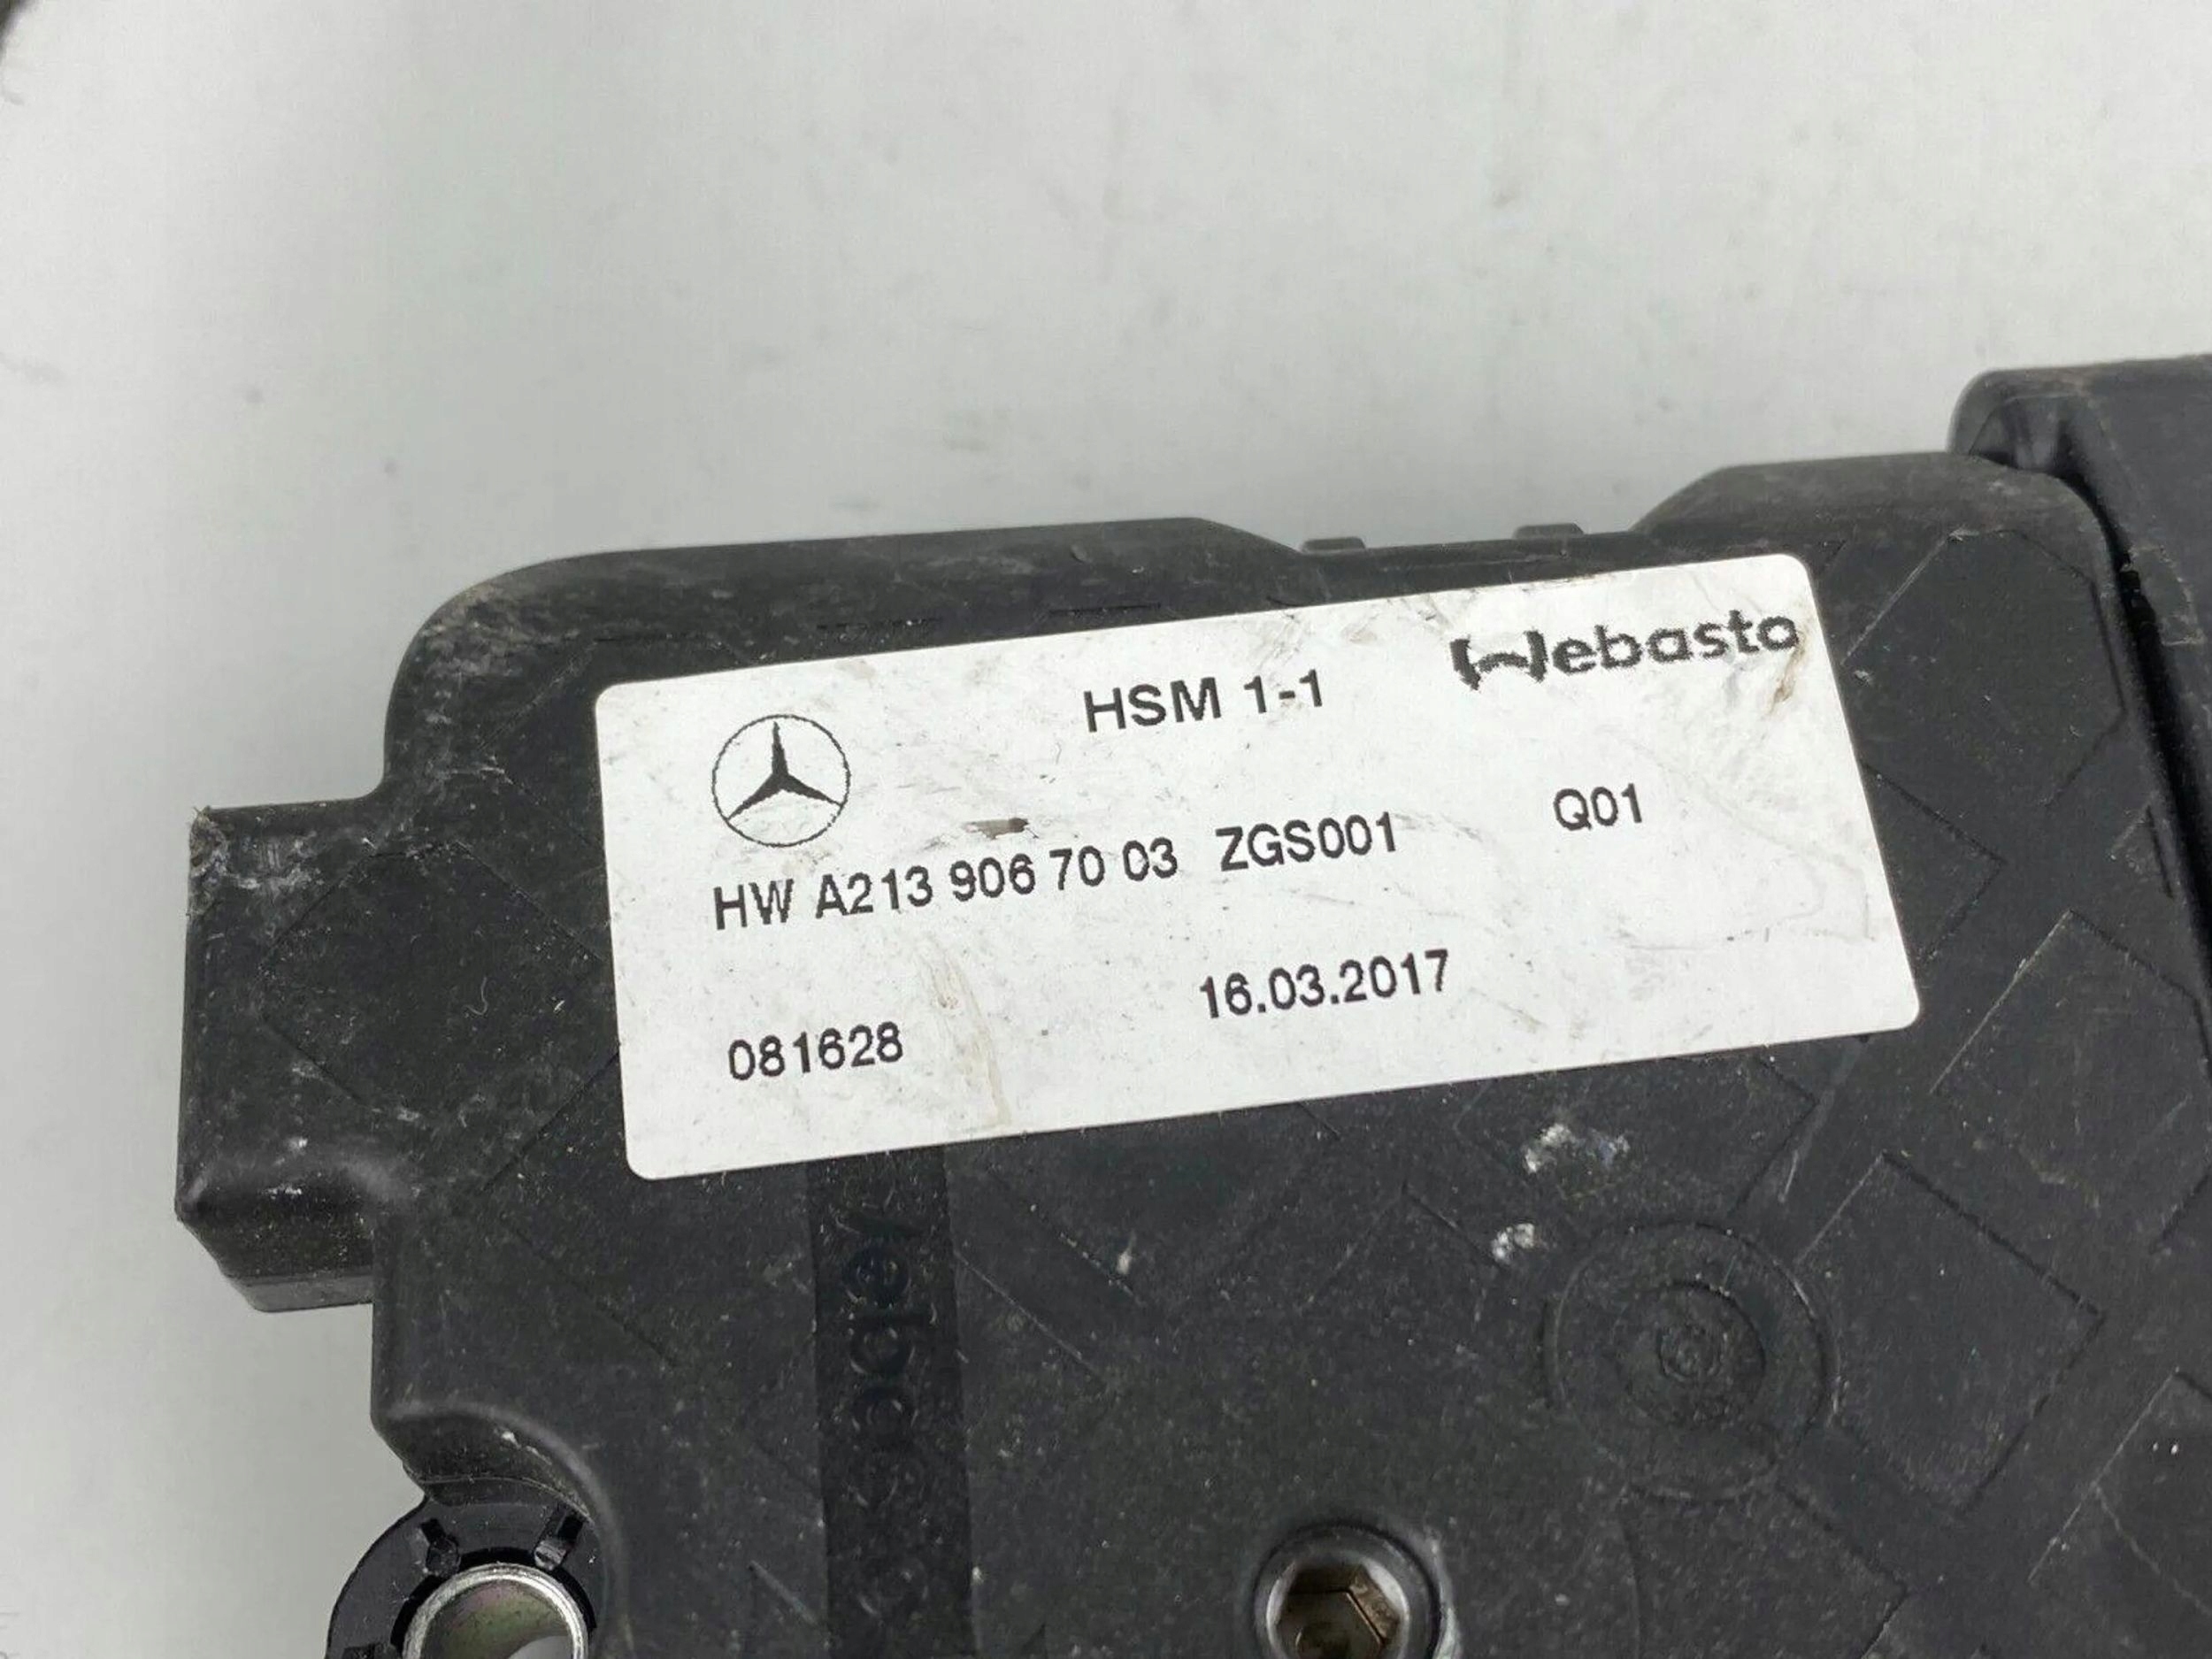 HSM 1-1 Webasto
HW A213 906 70 03 ZGS001 Q01
081628 16.03.2017